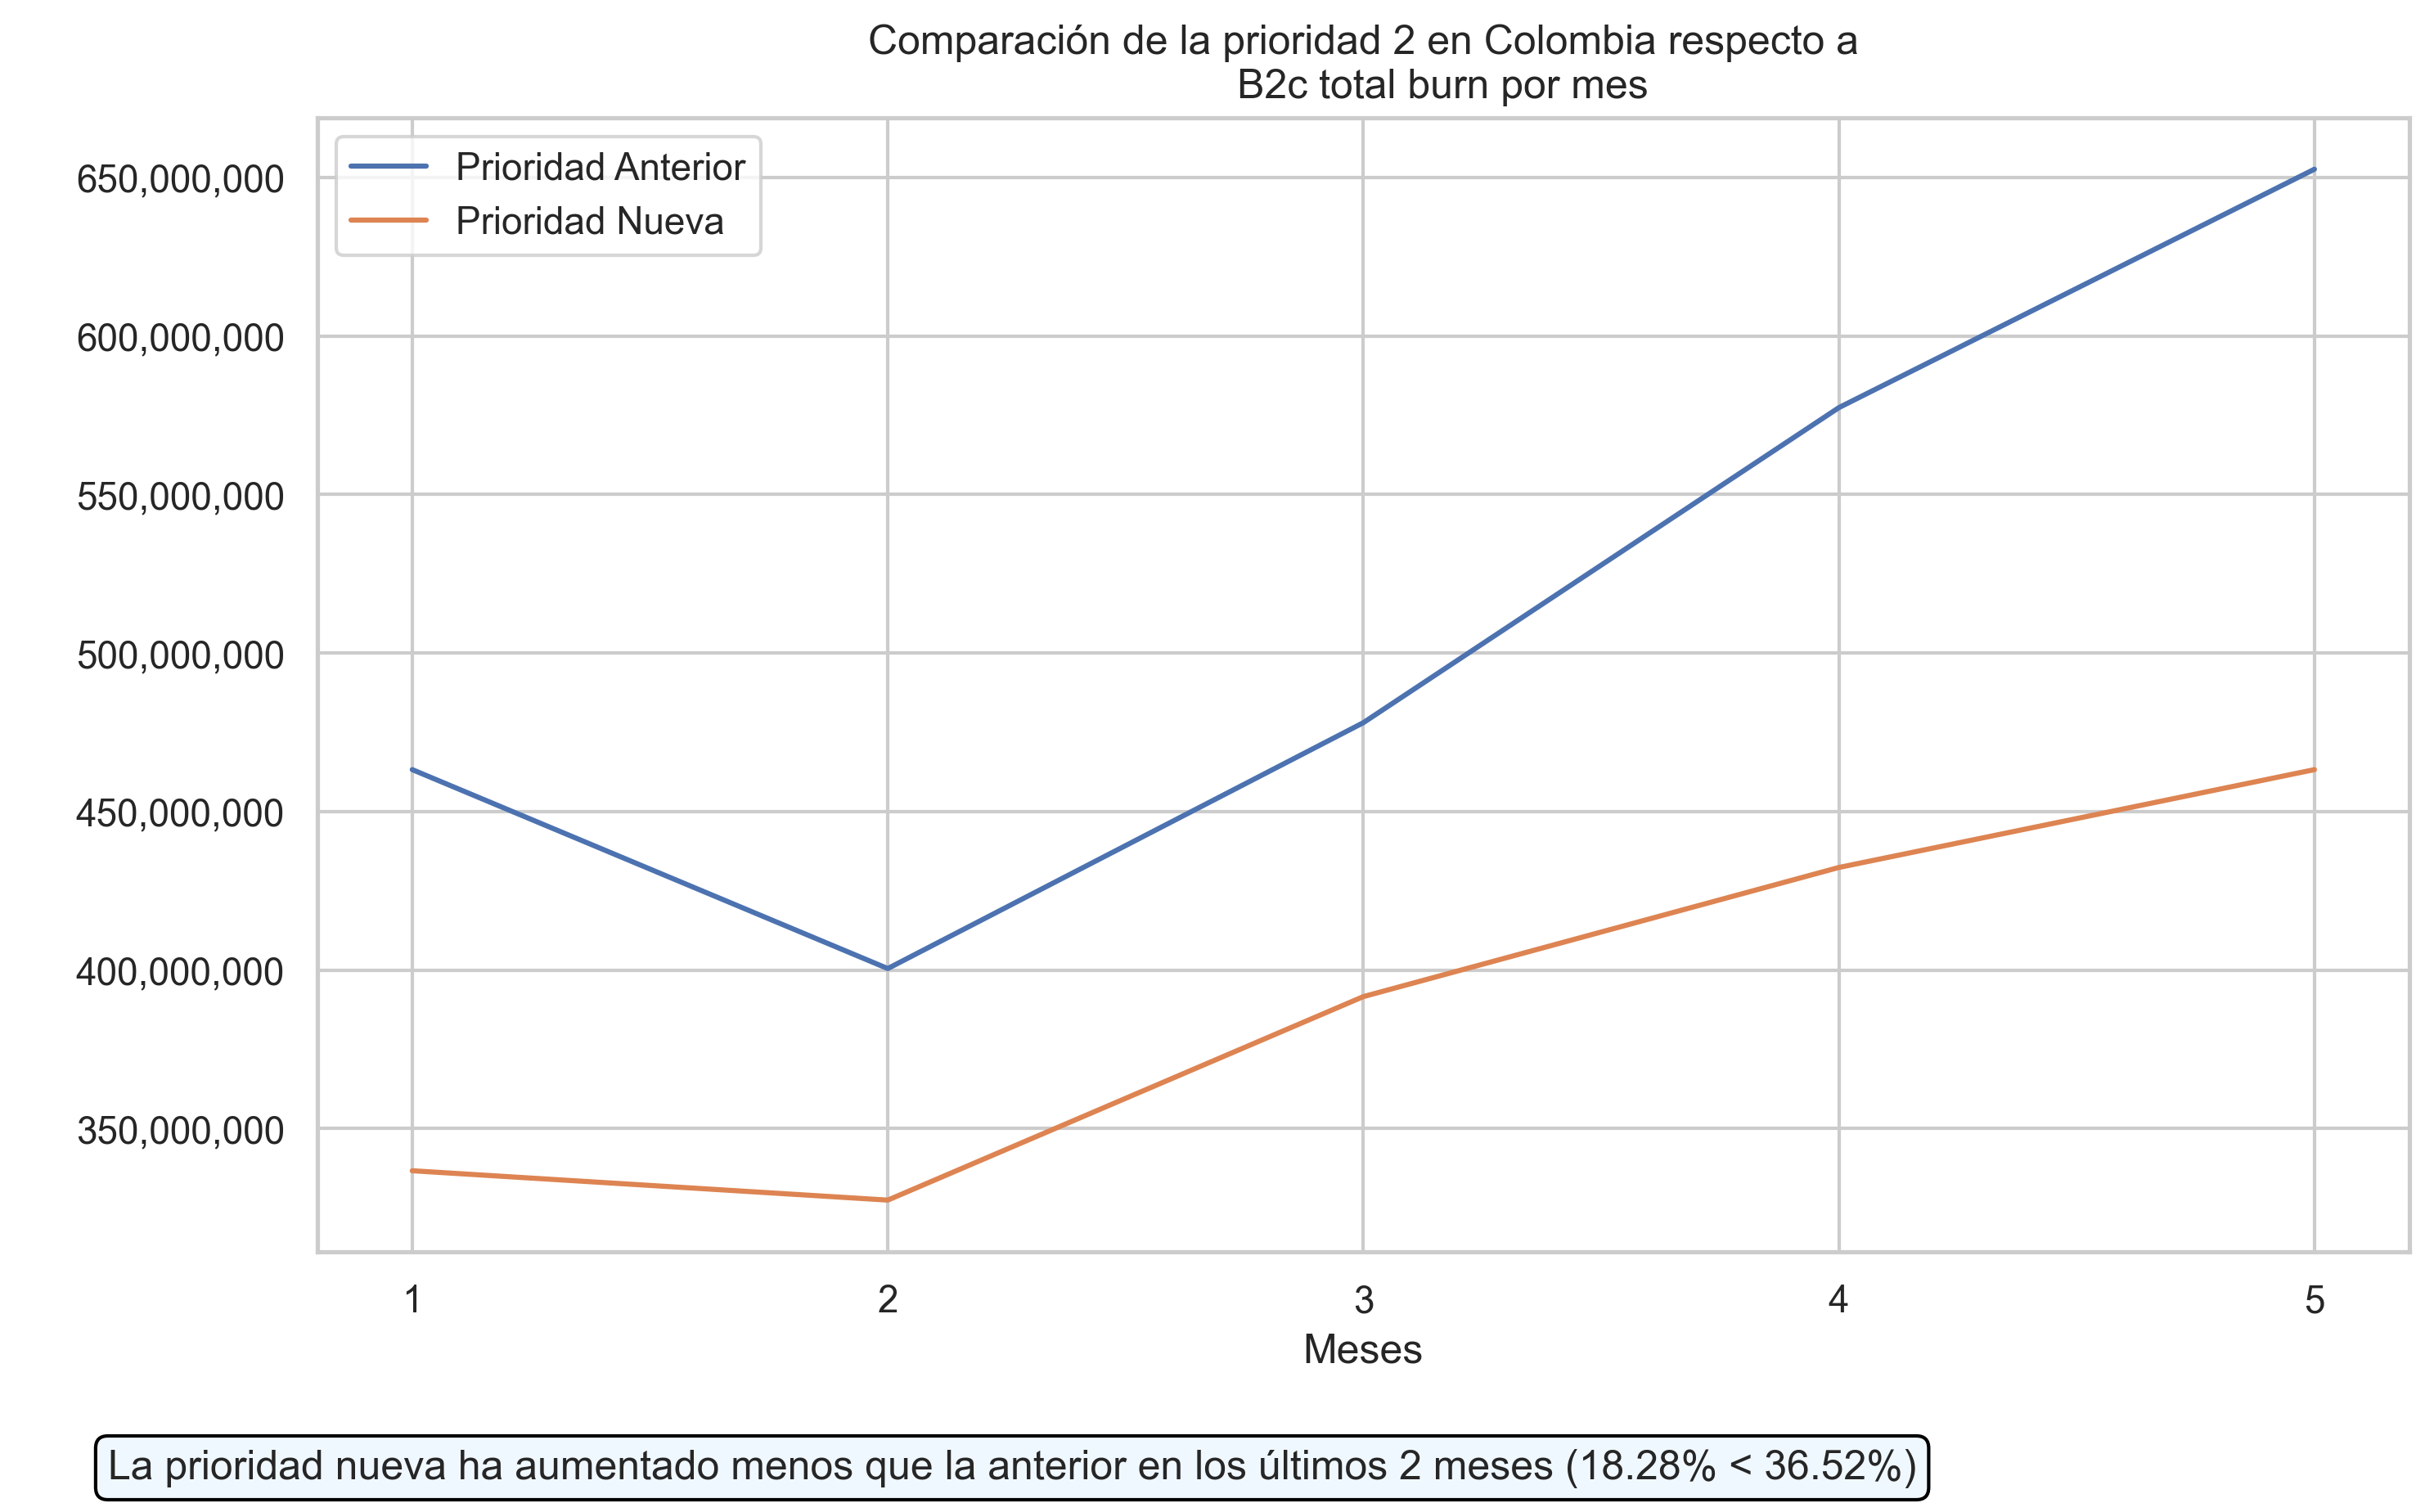 Comparación de la prioridad 2 en Colombia respecto a
B2c total burn por mes
Prioridad Anterior
Prioridad Nueva
650,000,000
600,000,000
550,000,000
500,000,000
450,000,000
400,000,000
350,000,000
1 2 3 4 5
Meses
La prioridad nueva ha aumentado menos que la anterior en los últimos 2 meses (18.28% < 36.52%)